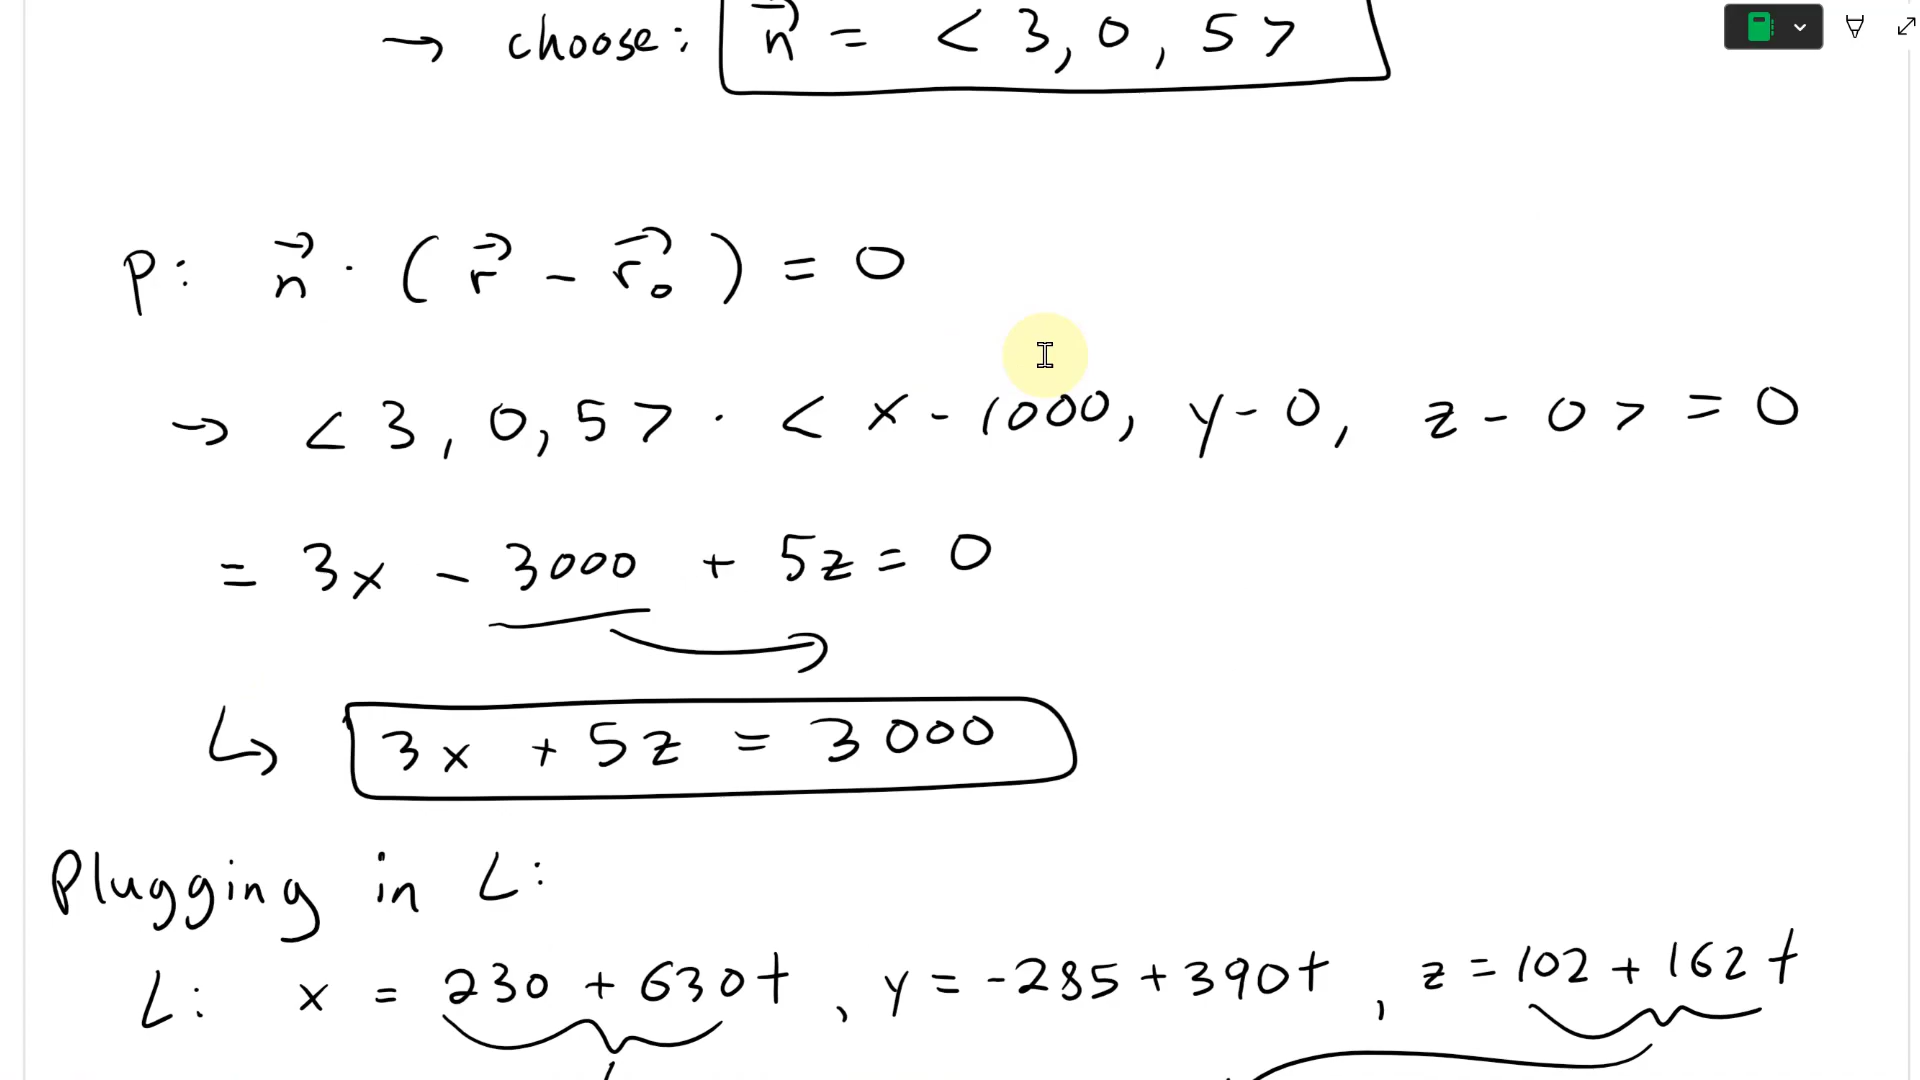 → choose: n⃗ = <3, 0, 5>
P: n⃗ · (r⃗ - r⃗₀) = 0
→ <3, 0, 5> · <x - 1000, y - 0, z - 0> = 0
= 3x - 3000 + 5z = 0
↳ 3x + 5z = 3000
Plugging in L:
L: x = 230 + 630t, y = -285 + 390t, z = 102 + 162t